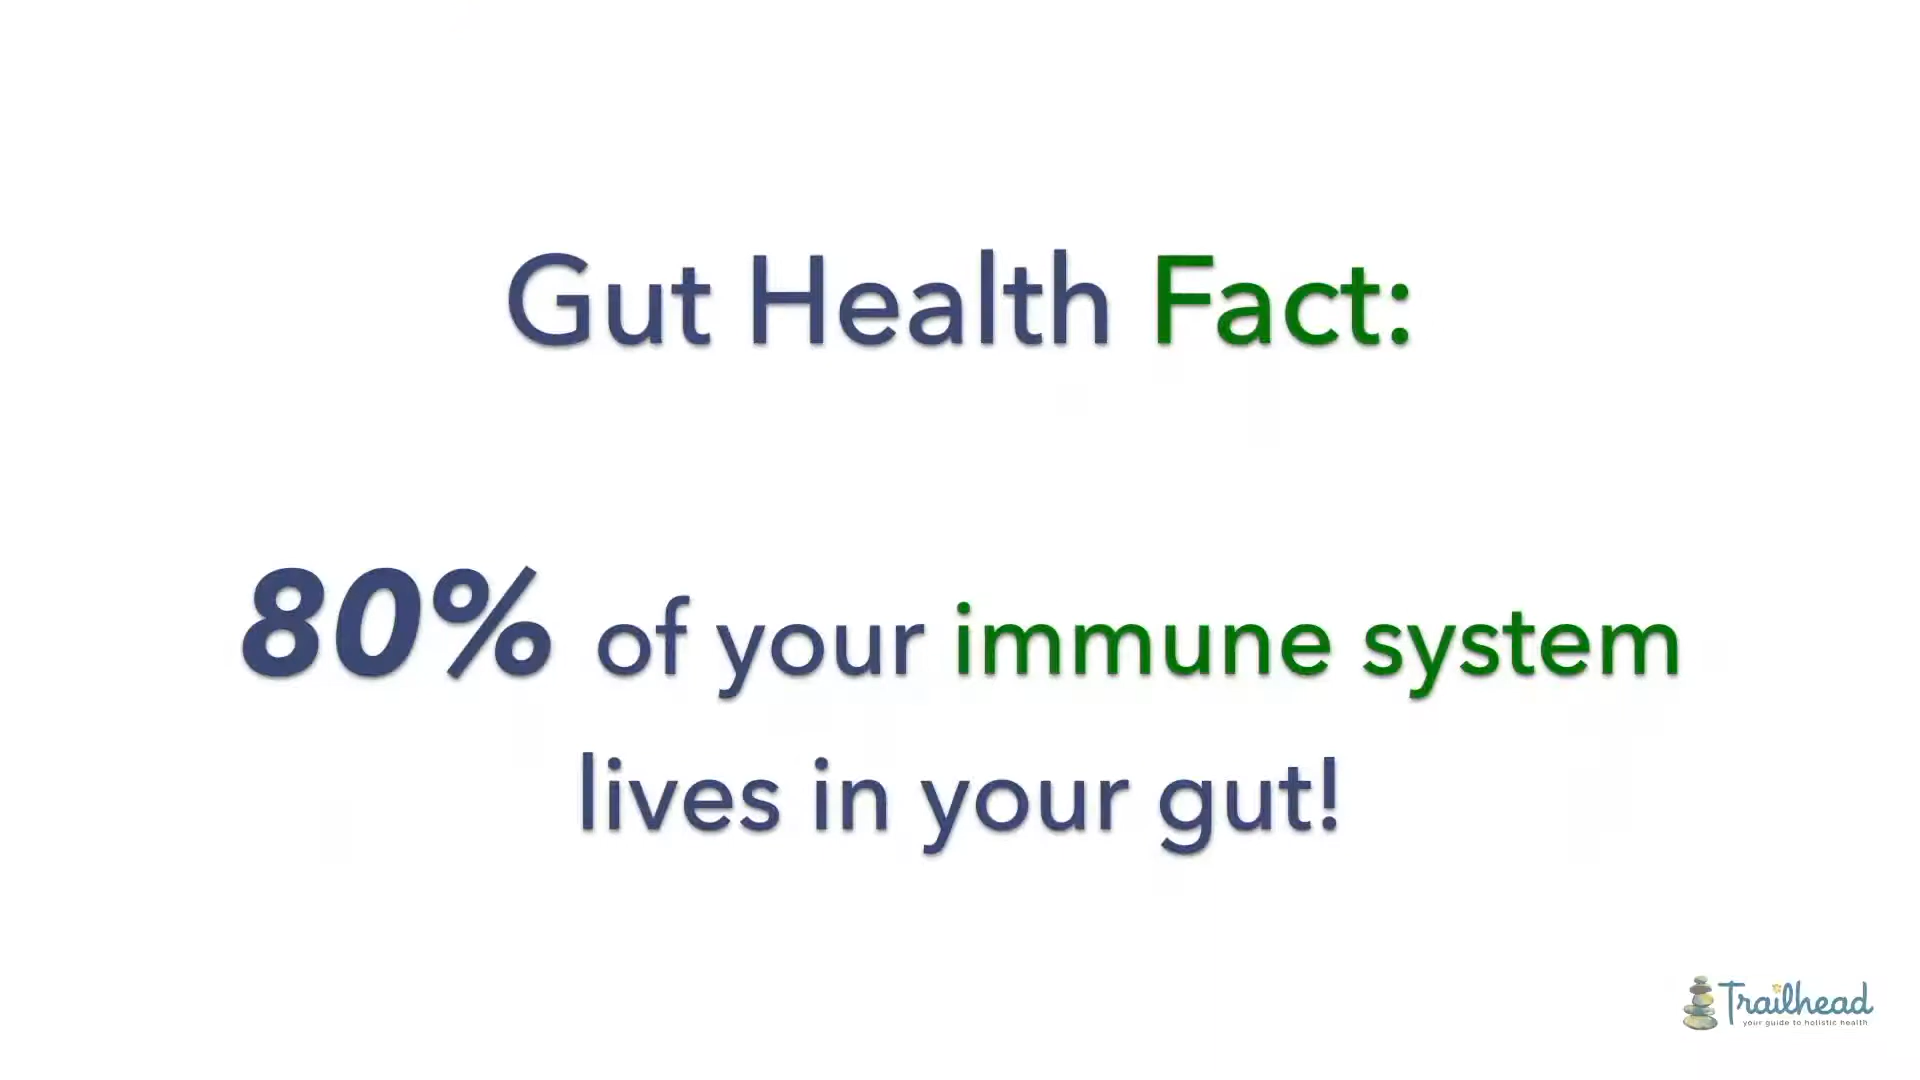 Gut Health Fact:
80% of your immune system
lives in your gut!
Trailhead
your guide to holistic health